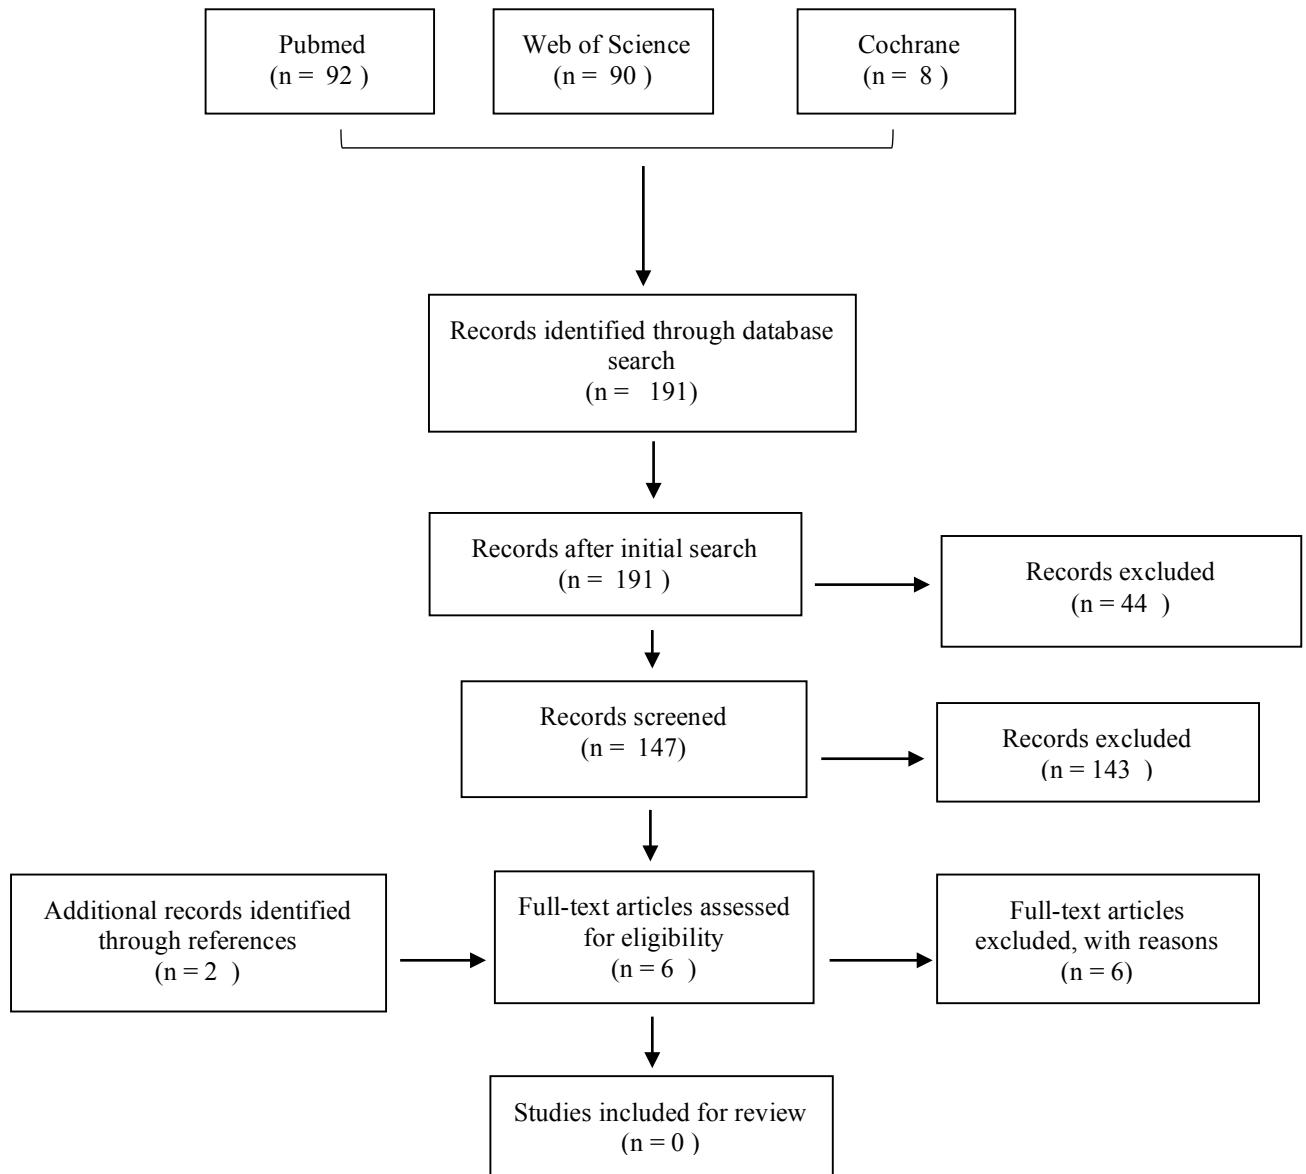 Pubmed
(n = 92 )
Web of Science
(n = 90 )
Cochrane
(n = 8 )
Records identified through database
search
(n = 191)
Records after initial search
(n = 191 )
Records excluded
(n = 44 )
Records screened
(n = 147)
Records excluded
(n = 143 )
Additional records identified
through references
(n = 2 )
Full-text articles assessed
for eligibility
(n = 6 )
Full-text articles
excluded, with reasons
(n = 6)
Studies included for review
(n = 0 )